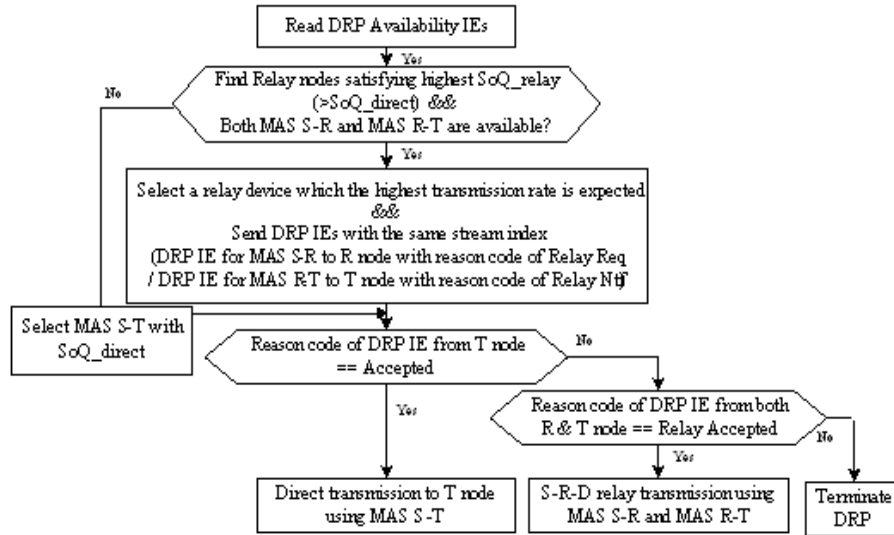 Read DRP Availability IEs
Yes
No
Find Relay nodes satisfying highest SoQ_relay
(>SoQ_direct) &&
Both MAS S-R and MAS R-T are available?
Yes
Select a relay device which the highest transmission rate is expected
&&
Send DRP IEs with the same stream index
(DRP IE for MAS S-R to R node with reason code of Relay Req
/ DRP IE for MAS R-T to T node with reason code of Relay Ntf)
Select MAS S-T with
SoQ_direct
Reason code of DRP IE from T node
== Accepted
No
Yes
Reason code of DRP IE from both
R & T node == Relay Accepted
No
Yes
Direct transmission to T node
using MAS S-T
S-R-D relay transmission using
MAS S-R and MAS R-T
Terminate
DRP